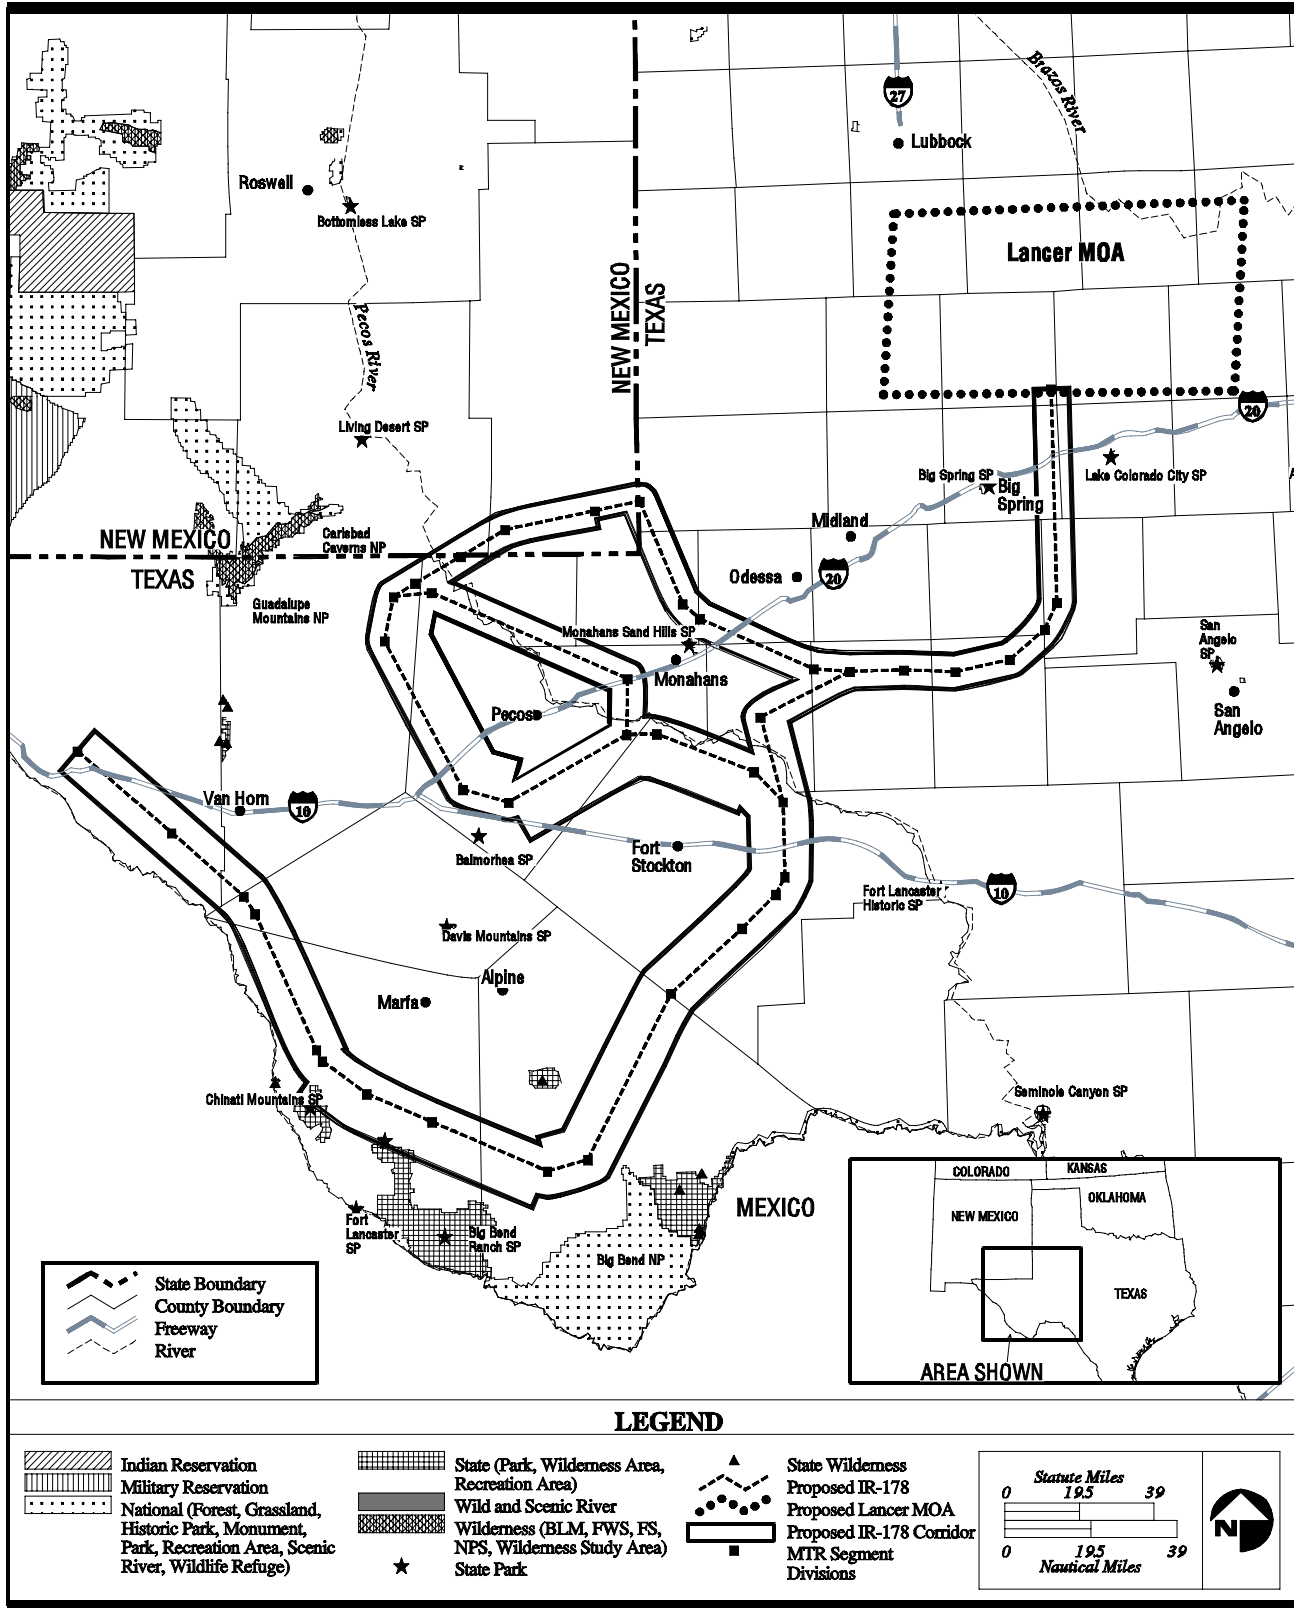 Brazos River
27
Lubbock
Roswell
Bottomless Lake SP
Lancer MOA
NEW MEXICO
TEXAS
Pecos River
20
Living Desert SP
Big Spring SP
Big
Spring
Lake Colorado City SP
Midland
NEW MEXICO
TEXAS
Carlsbad
Caverns NP
Odessa
20
Guadalupe
Mountains NP
Monahans Sand Hills SP
Monahans
San
Angelo
SP
San
Angelo
Pecos
Van Horn
10
Balmorhea SP
Fort
Stockton
Fort Lancaster
Historic SP
10
Davis Mountains SP
Alpine
Marfa
Chinati Mountains SP
Seminole Canyon SP
MEXICO
Fort
Lancaster
SP
Big Bend
Ranch SP
Big Bend NP
COLORADO
KANSAS
OKLAHOMA
NEW MEXICO
TEXAS
AREA SHOWN
State Boundary
County Boundary
Freeway
River
LEGEND
Indian Reservation
Military Reservation
National (Forest, Grassland,
Historic Park, Monument,
Park, Recreation Area, Scenic
River, Wildlife Refuge)
State (Park, Wilderness Area,
Recreation Area)
Wild and Scenic River
Wilderness (BLM, FWS, FS,
NPS, Wilderness Study Area)
State Park
State Wilderness
Proposed IR-178
Proposed Lancer MOA
Proposed IR-178 Corridor
MTR Segment
Divisions
Statute Miles
0 19.5 39
0 19.5 39
Nautical Miles
N